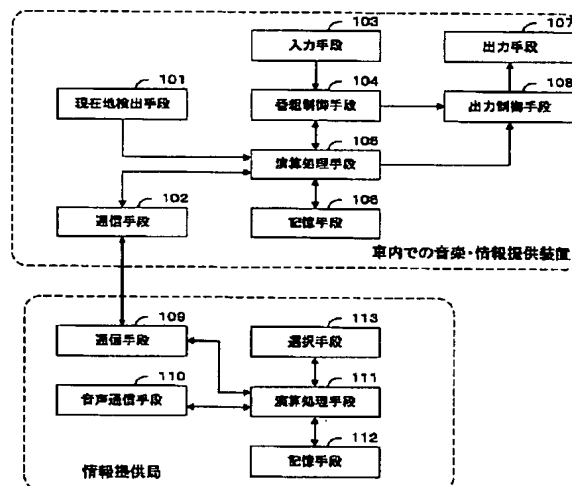 103
入力手段
107
出力手段
101
現在地検出手段
104
番組制御手段
108
出力制御手段
105
演算処理手段
102
通信手段
106
記憶手段
車内での音楽・情報提供装置
109
通信手段
113
選択手段
110
音声通信手段
111
演算処理手段
112
記憶手段
情報提供局